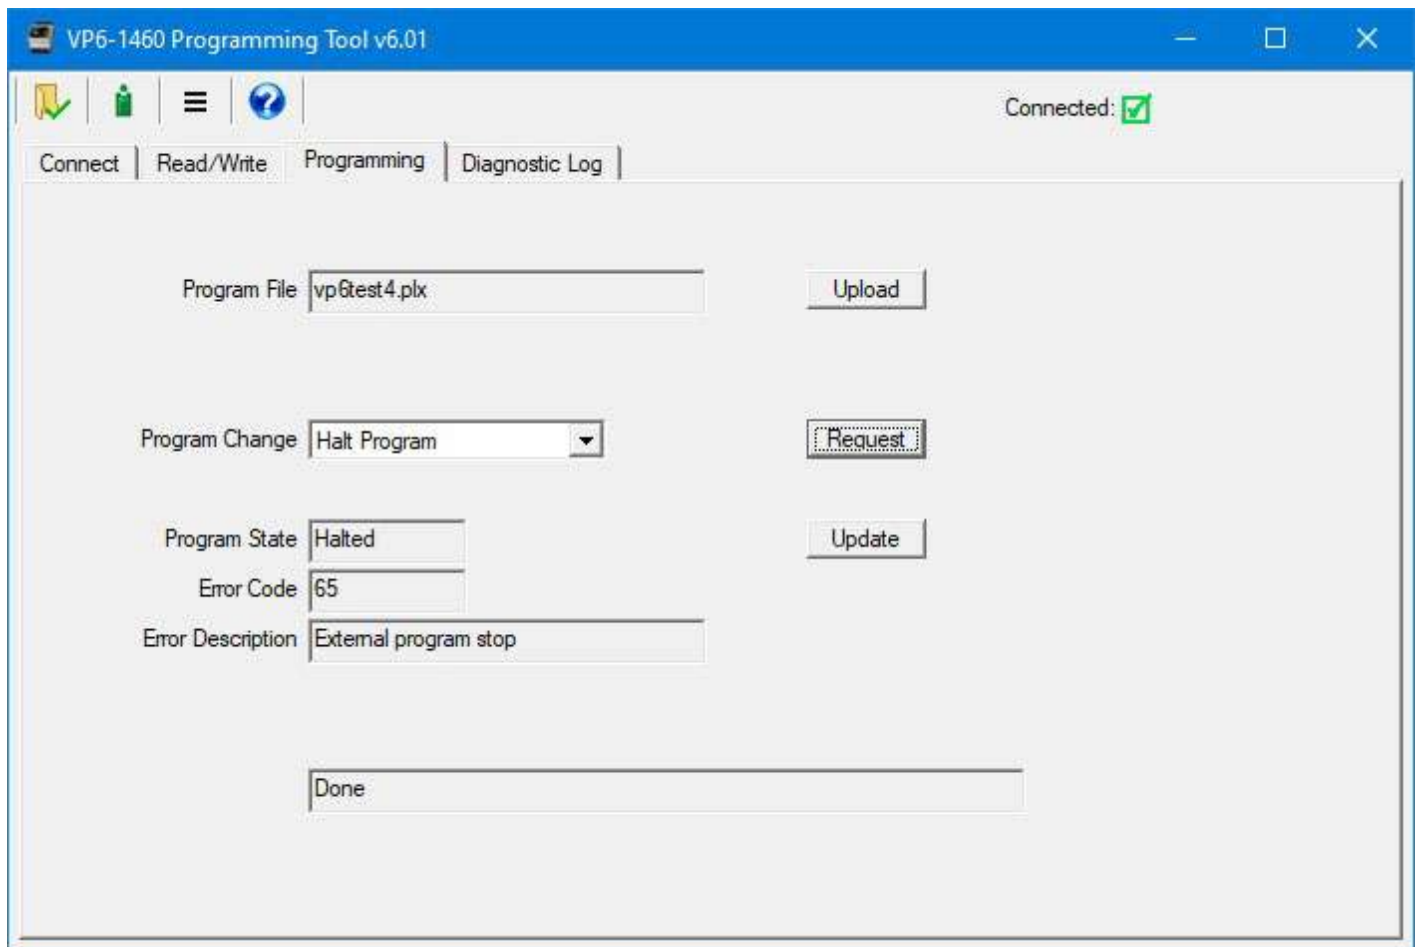 VP6-1460 Programming Tool v6.01
Connected:
Connect Read/Write Programming Diagnostic Log
Program File vp6test4.plx Upload
Program Change Halt Program Request
Program State Halted Update
Error Code 65
Error Description External program stop
Done